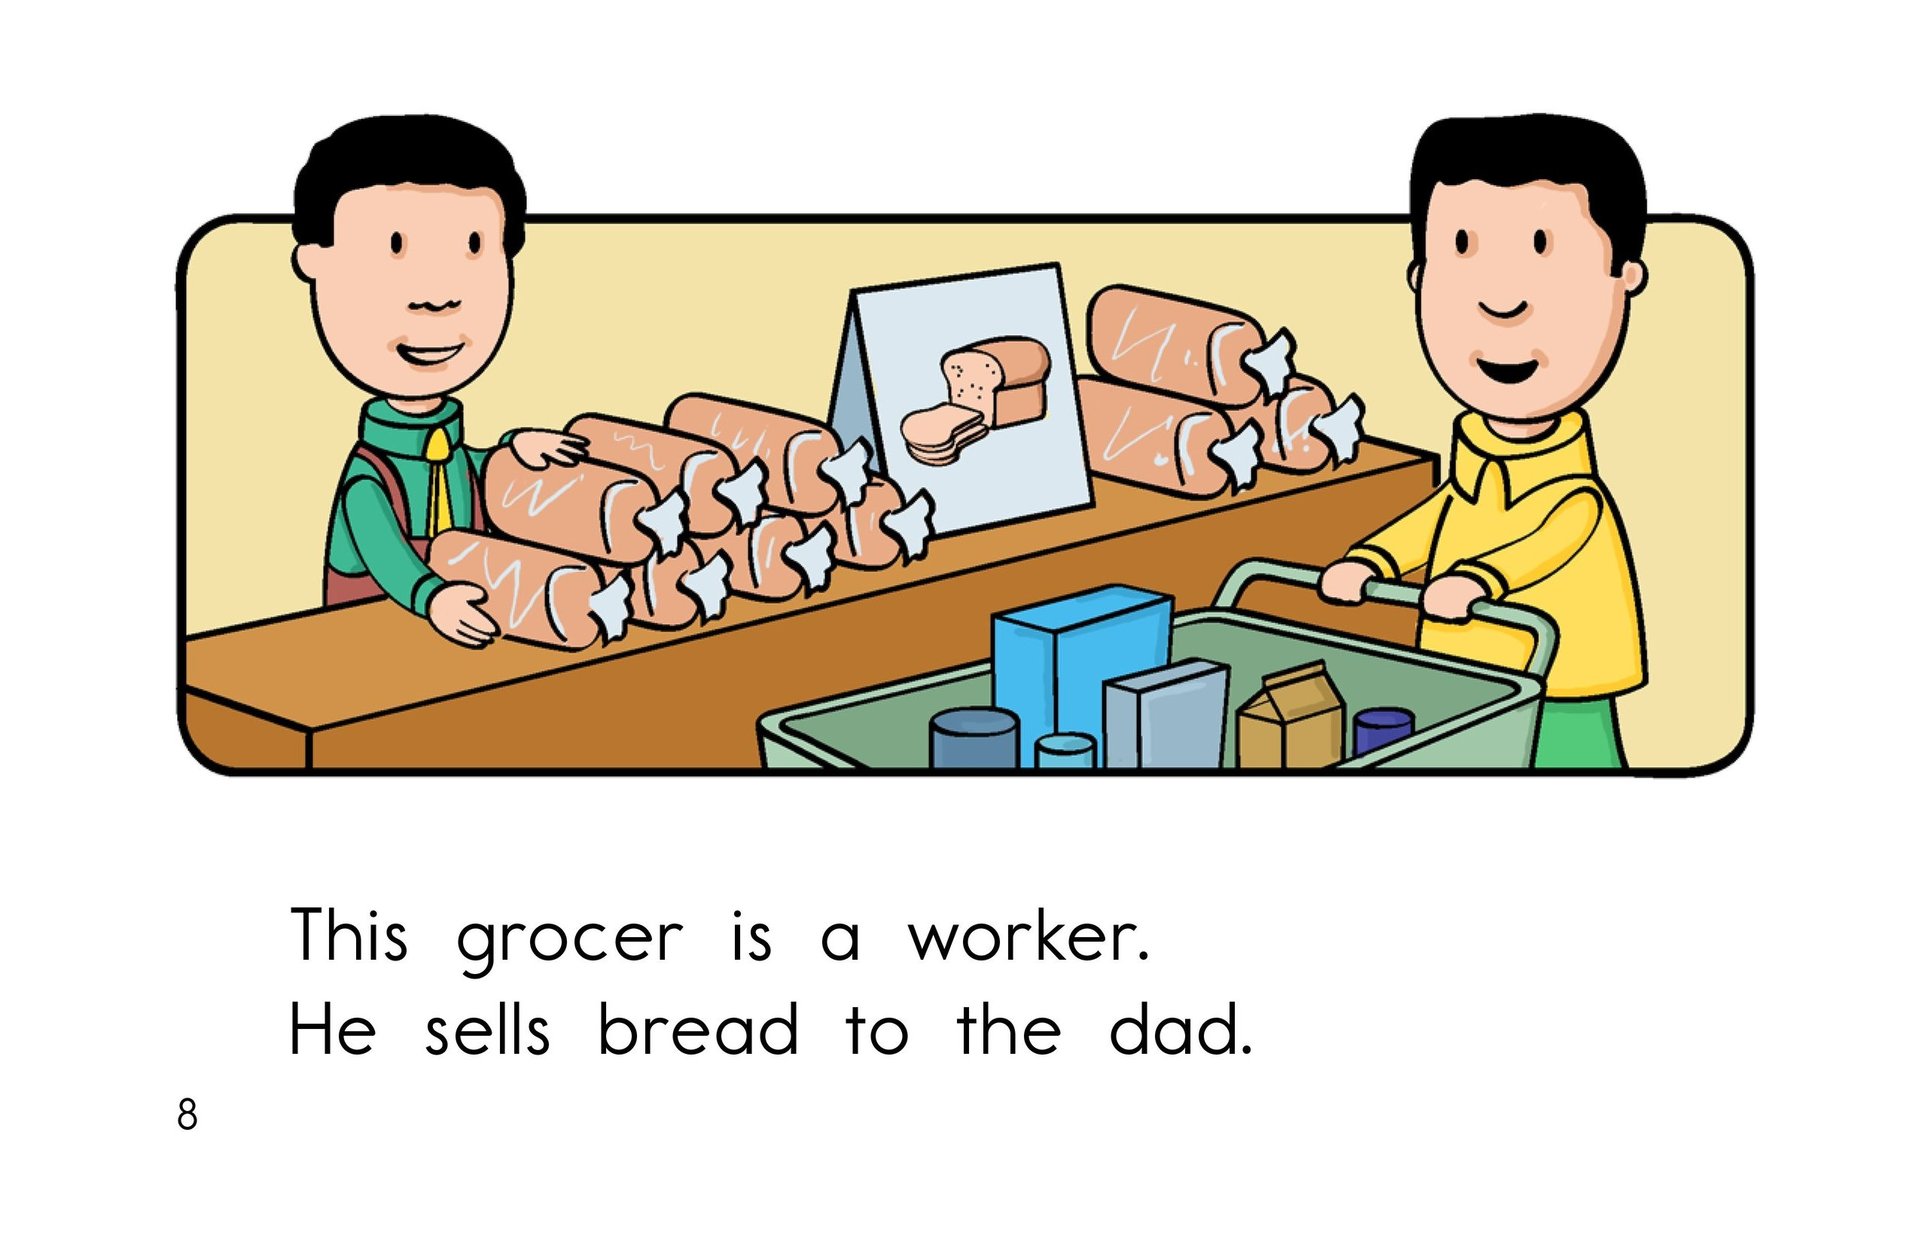 This grocer is a worker.
He sells bread to the dad.
8